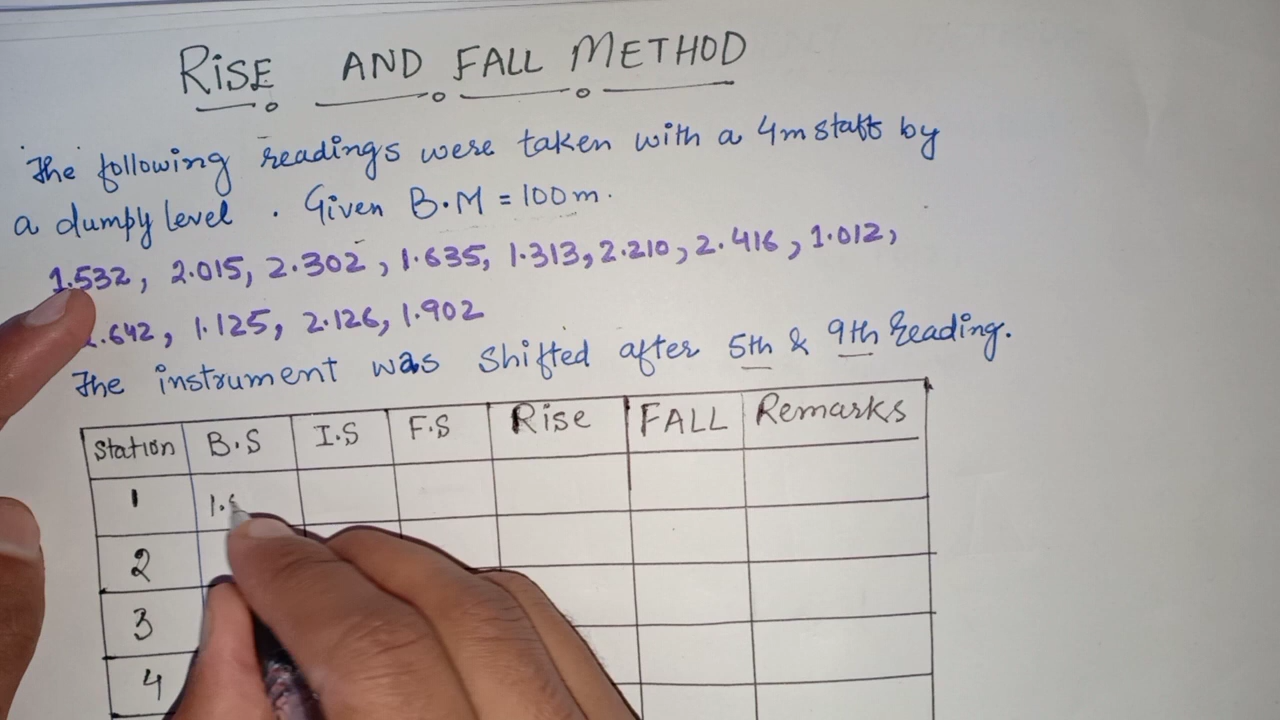 RISE AND FALL METHOD
The following readings were taken with a 4m staff by
a dumpy level. Given B.M = 100m.
1.532, 2.015, 2.302, 1.635, 1.313, 2.210, 2.416, 1.012,
.642, 1.125, 2.126, 1.902
The instrument was shifted after 5th & 9th Reading.
Station B.S I.S F.S Rise FALL Remarks
1 1.
2
3
4